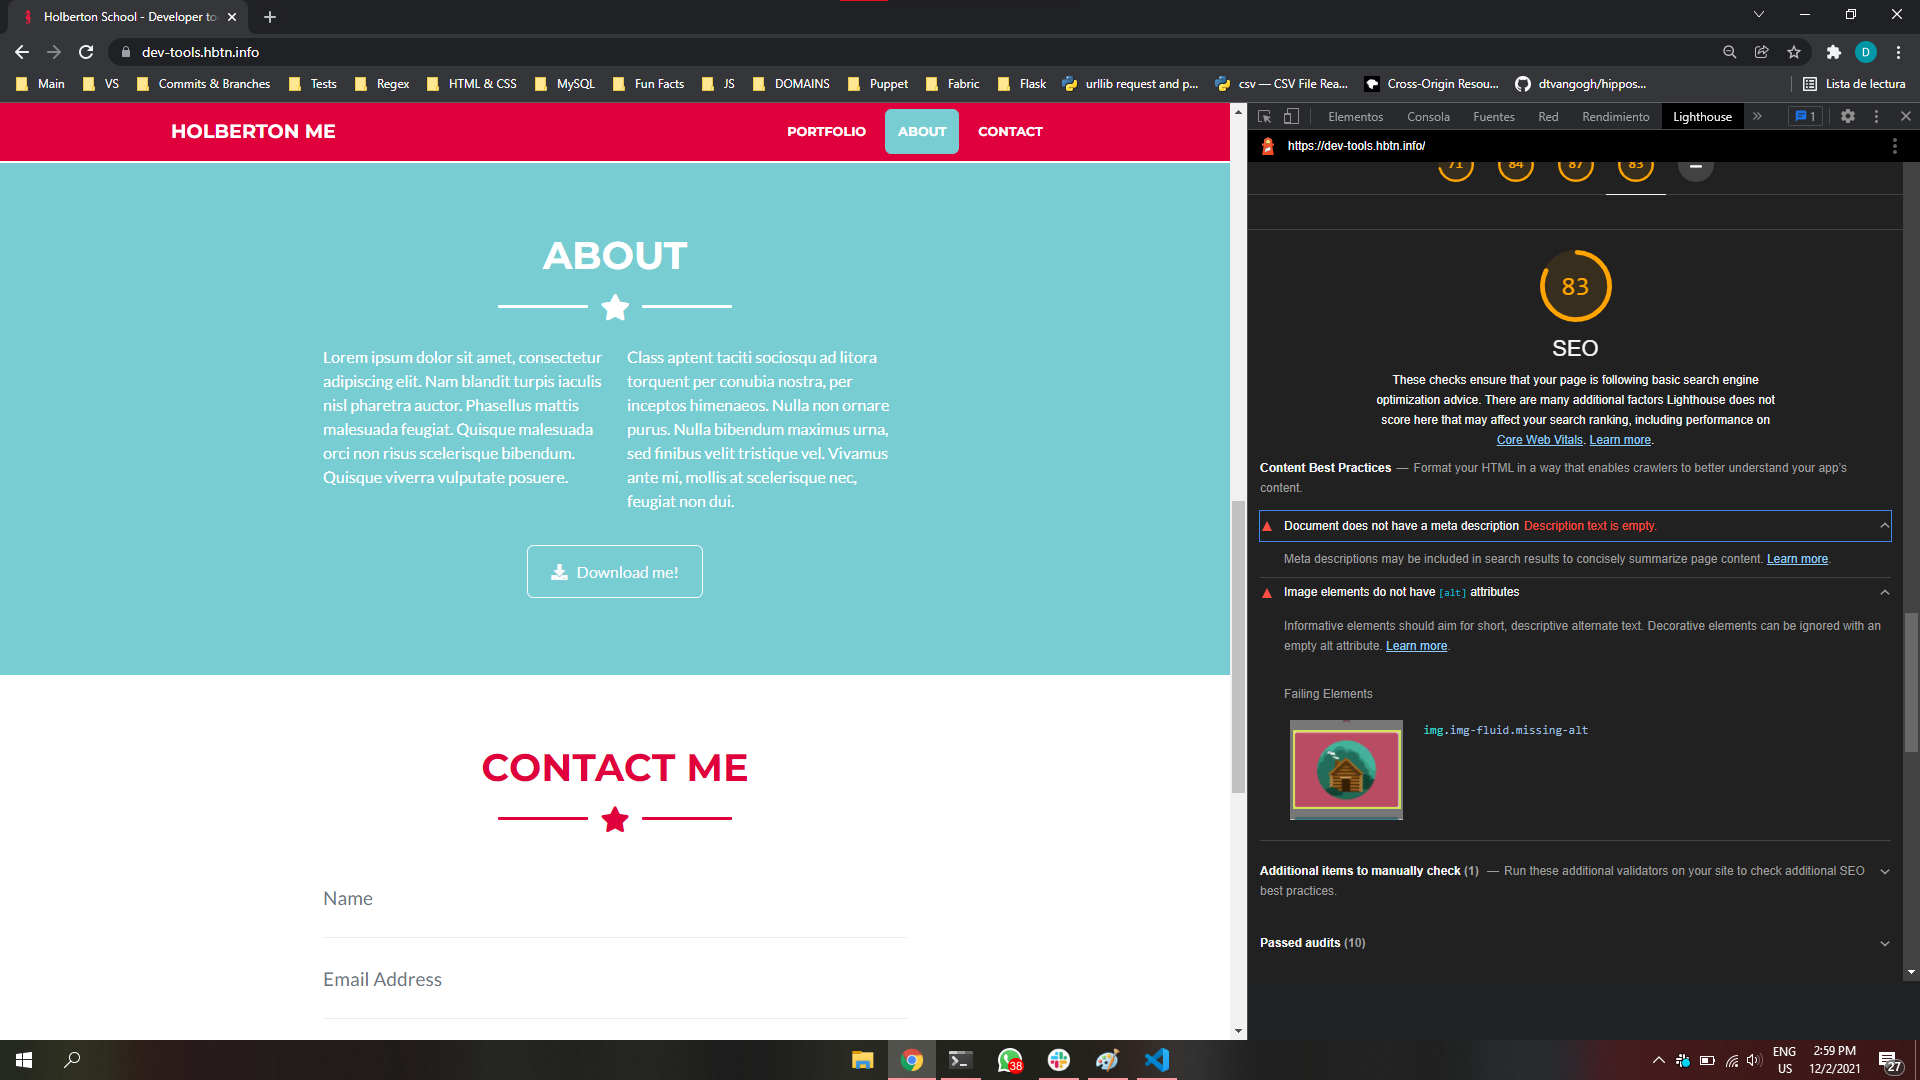 Holberton School - Developer to
dev-tools.hbtn.info
D
Main
VS
Commits & Branches
Tests
Regex
HTML & CSS
MySQL
Fun Facts
JS
DOMAINS
Puppet
Fabric
Flask
urllib request and p...
csv — CSV File Rea...
Cross-Origin Resou...
dtvangogh/hippos...
Lista de lectura
HOLBERTON ME
PORTFOLIO
ABOUT
CONTACT
ABOUT
Lorem ipsum dolor sit amet, consectetur
adipiscing elit. Nam blandit turpis iaculis
nisl pharetra auctor. Phasellus mattis
malesuada feugiat. Quisque malesuada
orci non risus scelerisque bibendum.
Quisque viverra vulputate posuere.
Class aptent taciti sociosqu ad litora
torquent per conubia nostra, per
inceptos himenaeos. Nulla non ornare
purus. Nulla bibendum maximus urna,
sed finibus velit tristique vel. Vivamus
ante mi, mollis at scelerisque nec,
feugiat non dui.
Download me!
CONTACT ME
Name
Email Address
Elementos
Consola
Fuentes
Red
Rendimiento
Lighthouse
1
https://dev-tools.hbtn.info/
71
84
87
83
83
SEO
These checks ensure that your page is following basic search engine
optimization advice. There are many additional factors Lighthouse does not
score here that may affect your search ranking, including performance on
Core Web Vitals. Learn more.
Content Best Practices — Format your HTML in a way that enables crawlers to better understand your app's
content.
Document does not have a meta description Description text is empty.
Meta descriptions may be included in search results to concisely summarize page content. Learn more.
Image elements do not have [alt] attributes
Informative elements should aim for short, descriptive alternate text. Decorative elements can be ignored with an
empty alt attribute. Learn more.
Failing Elements
img.img-fluid.missing-alt
Additional items to manually check (1) — Run these additional validators on your site to check additional SEO
best practices.
Passed audits (10)
38
ENG
US
2:59 PM
12/2/2021
27